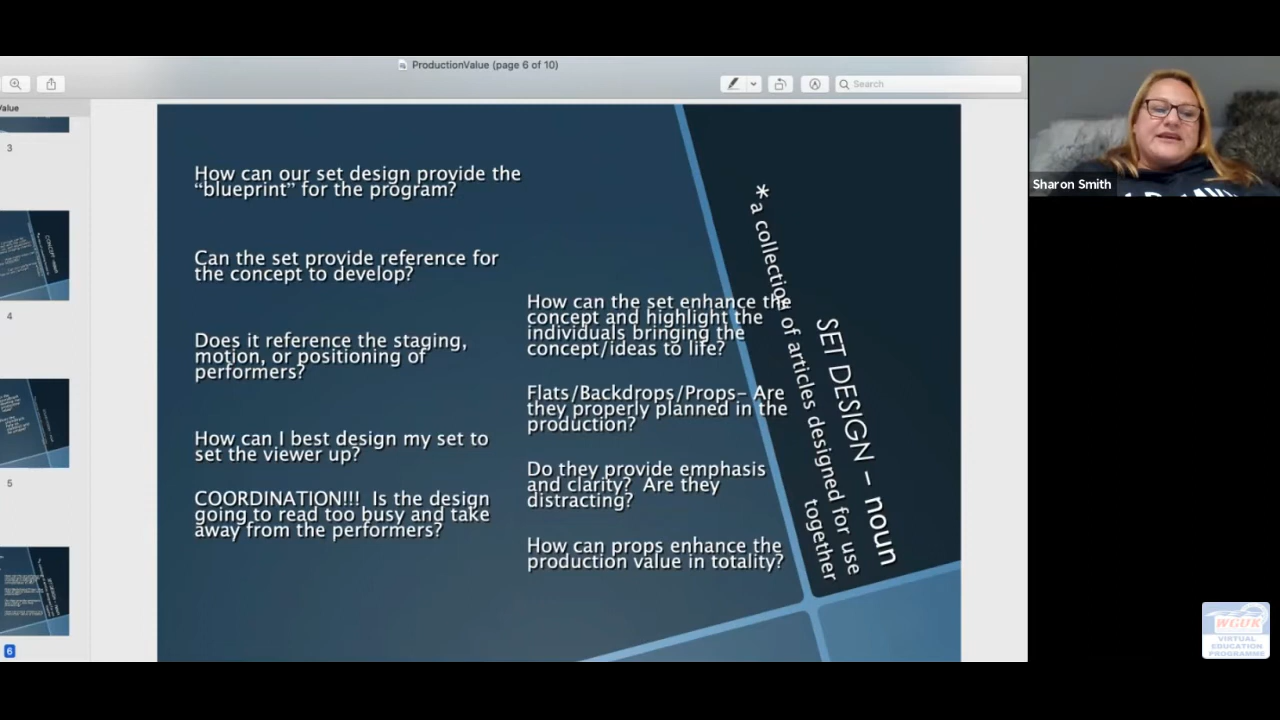 ProductionValue (page 6 of 10)
Search
Value
3
4
5
6
How can our set design provide the
“blueprint” for the program?
Can the set provide reference for
the concept to develop?
Does it reference the staging,
motion, or positioning of
performers?
How can I best design my set to
set the viewer up?
COORDINATION!!!  Is the design
going to read too busy and take
away from the performers?
How can the set enhance the
concept and highlight the
individuals bringing the
concept/ideas to life?
Flats/Backdrops/Props– Are
they properly planned in the
production?
Do they provide emphasis
and clarity?  Are they
distracting?
How can props enhance the
production value in totality?
SET DESIGN – noun
* a collection of articles designed for use
together
Sharon Smith
WGUK
VIRTUAL
EDUCATION
PROGRAMME